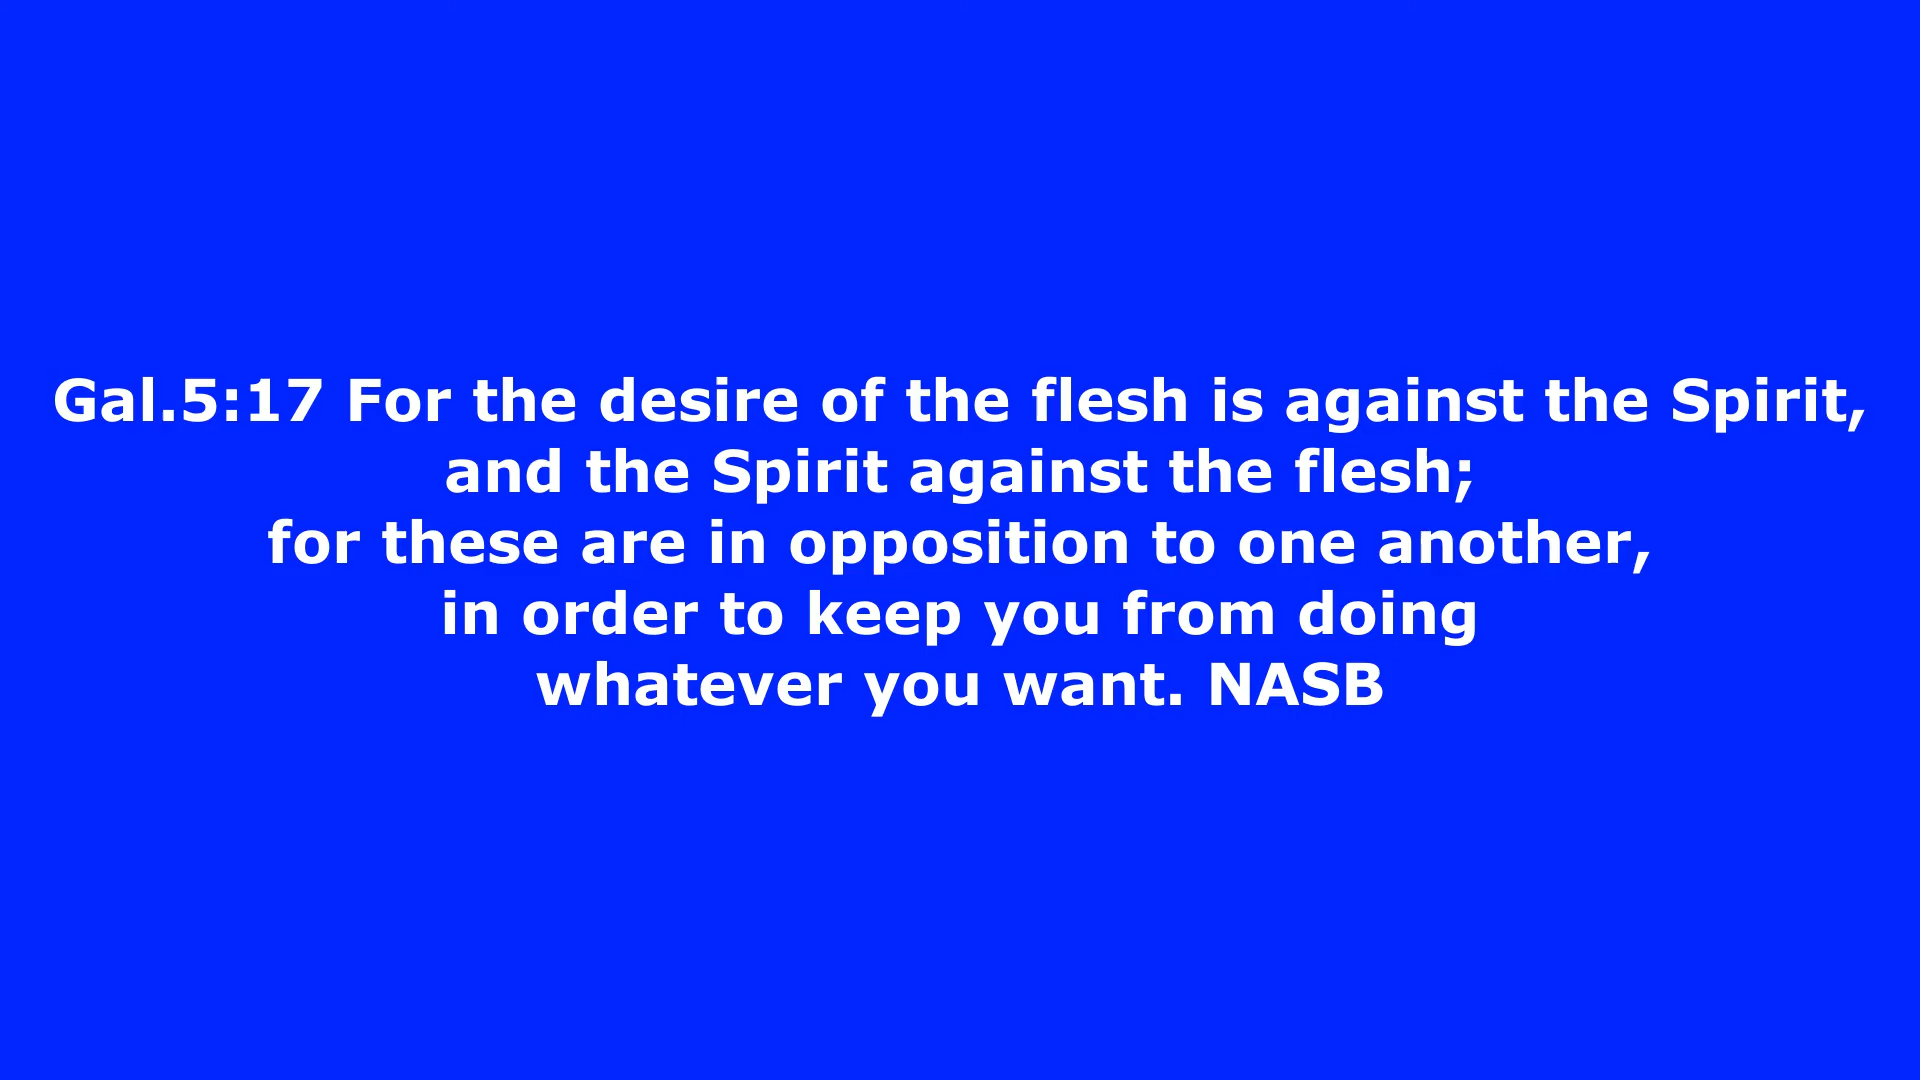 Gal.5:17 For the desire of the flesh is against the Spirit,
and the Spirit against the flesh;
for these are in opposition to one another,
in order to keep you from doing
whatever you want. NASB